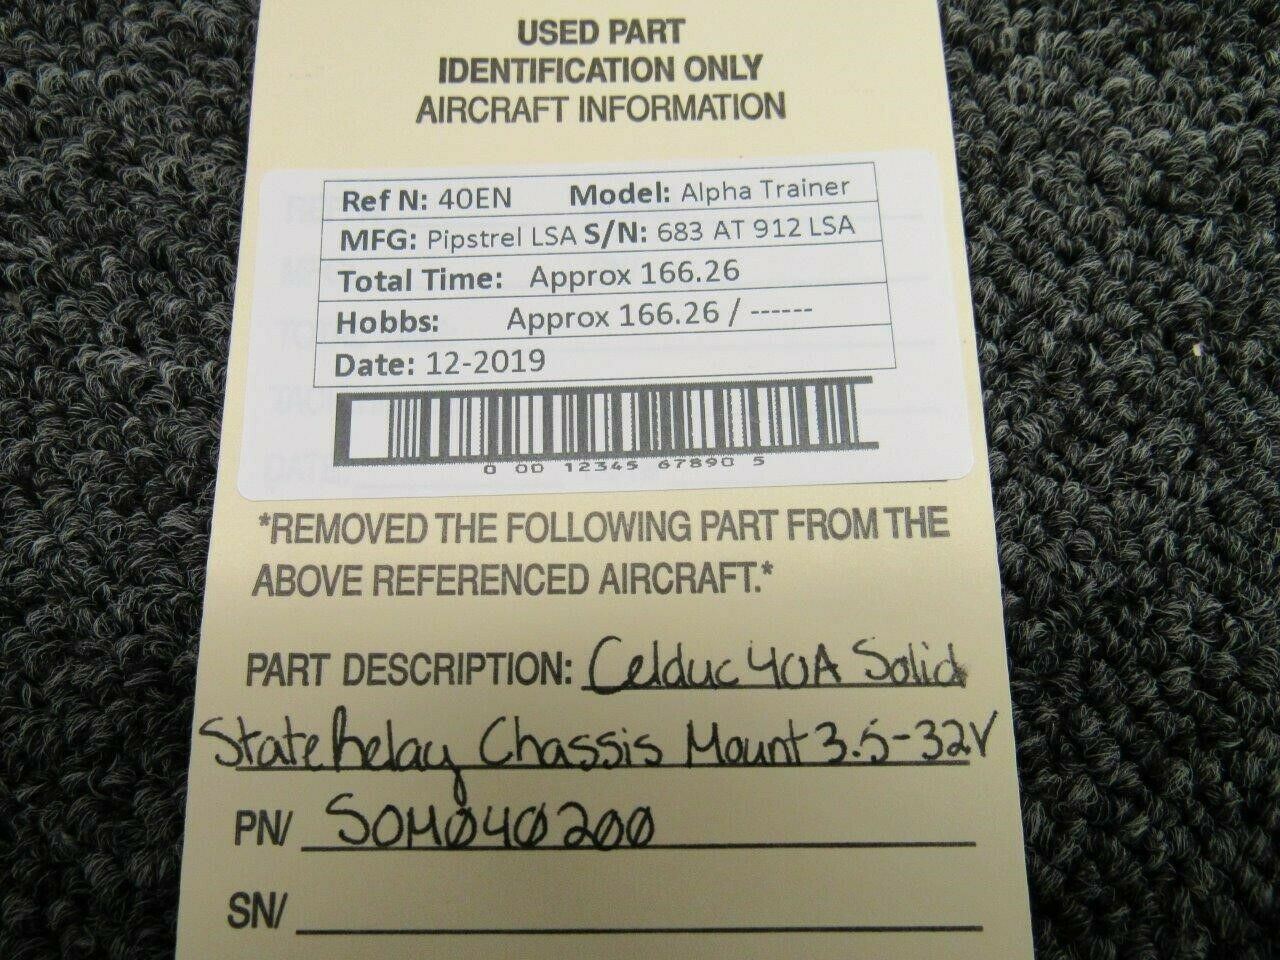 USED PART
IDENTIFICATION ONLY
AIRCRAFT INFORMATION
Ref N: 40EN Model: Alpha Trainer
MFG: Pipstrel LSA S/N: 683 AT 912 LSA
Total Time: Approx 166.26
Hobbs: Approx 166.26 / ------
Date: 12-2019
0 00 12345 67890 5
*REMOVED THE FOLLOWING PART FROM THE
ABOVE REFERENCED AIRCRAFT.*
PART DESCRIPTION: Celduc 40A Solid
State Relay Chassis Mount 3.5-32V
PN/ SOM040200
SN/